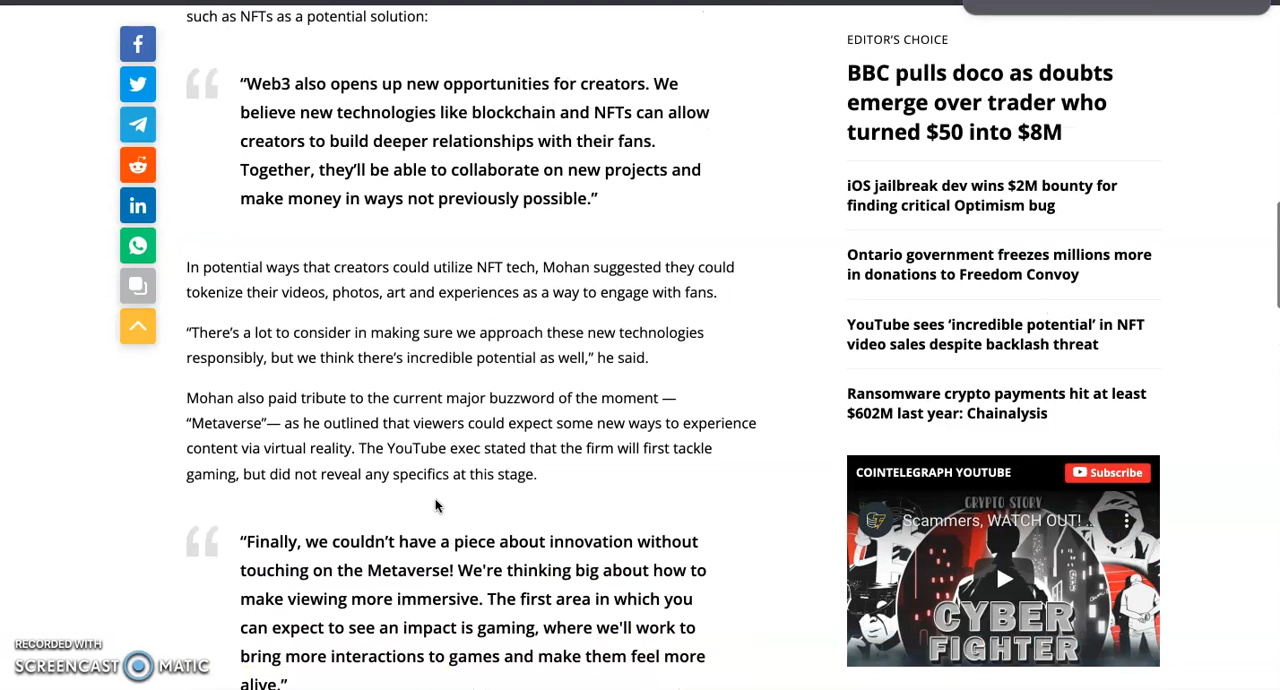 such as NFTs as a potential solution:
“Web3 also opens up new opportunities for creators. We
believe new technologies like blockchain and NFTs can allow
creators to build deeper relationships with their fans.
Together, they’ll be able to collaborate on new projects and
make money in ways not previously possible.”
In potential ways that creators could utilize NFT tech, Mohan suggested they could
tokenize their videos, photos, art and experiences as a way to engage with fans.
“There’s a lot to consider in making sure we approach these new technologies
responsibly, but we think there’s incredible potential as well,” he said.
Mohan also paid tribute to the current major buzzword of the moment —
“Metaverse”— as he outlined that viewers could expect some new ways to experience
content via virtual reality. The YouTube exec stated that the firm will first tackle
gaming, but did not reveal any specifics at this stage.
“Finally, we couldn’t have a piece about innovation without
touching on the Metaverse! We're thinking big about how to
make viewing more immersive. The first area in which you
can expect to see an impact is gaming, where we'll work to
bring more interactions to games and make them feel more
alive.”
EDITOR’S CHOICE
BBC pulls doco as doubts
emerge over trader who
turned $50 into $8M
iOS jailbreak dev wins $2M bounty for
finding critical Optimism bug
Ontario government freezes millions more
in donations to Freedom Convoy
YouTube sees ‘incredible potential’ in NFT
video sales despite backlash threat
Ransomware crypto payments hit at least
$602M last year: Chainalysis
COINTELEGRAPH YOUTUBE
Subscribe
CRYPTO STORY
Scammers, WATCH OUT! ...
CYBER
FIGHTER
RECORDED WITH
SCREENCAST MATIC